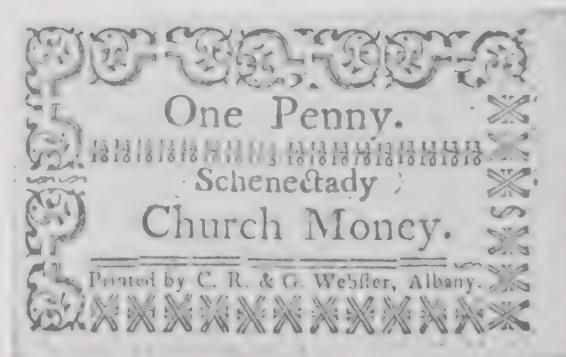 One Penny.
Schenectady
Church Money.
Printed by C. R. & G. Webſter, Albany.